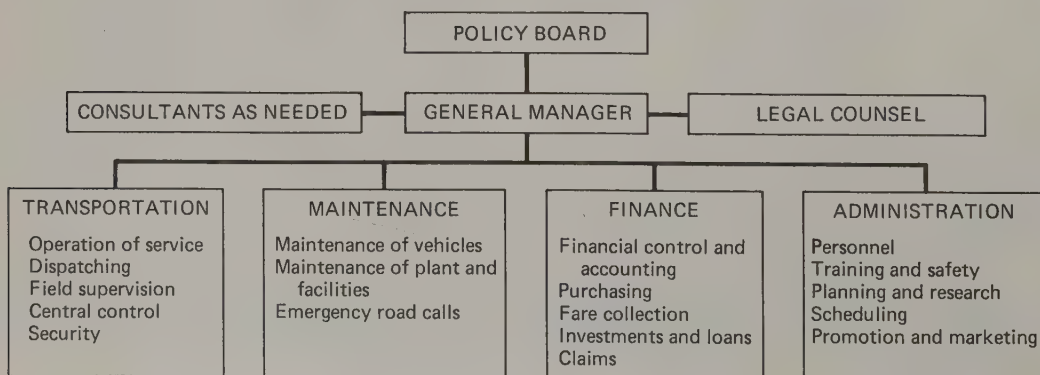 POLICY BOARD
CONSULTANTS AS NEEDED
GENERAL MANAGER
LEGAL COUNSEL
TRANSPORTATION
Operation of service
Dispatching
Field supervision
Central control
Security
MAINTENANCE
Maintenance of vehicles
Maintenance of plant and
facilities
Emergency road calls
FINANCE
Financial control and
accounting
Purchasing
Fare collection
Investments and loans
Claims
ADMINISTRATION
Personnel
Training and safety
Planning and research
Scheduling
Promotion and marketing